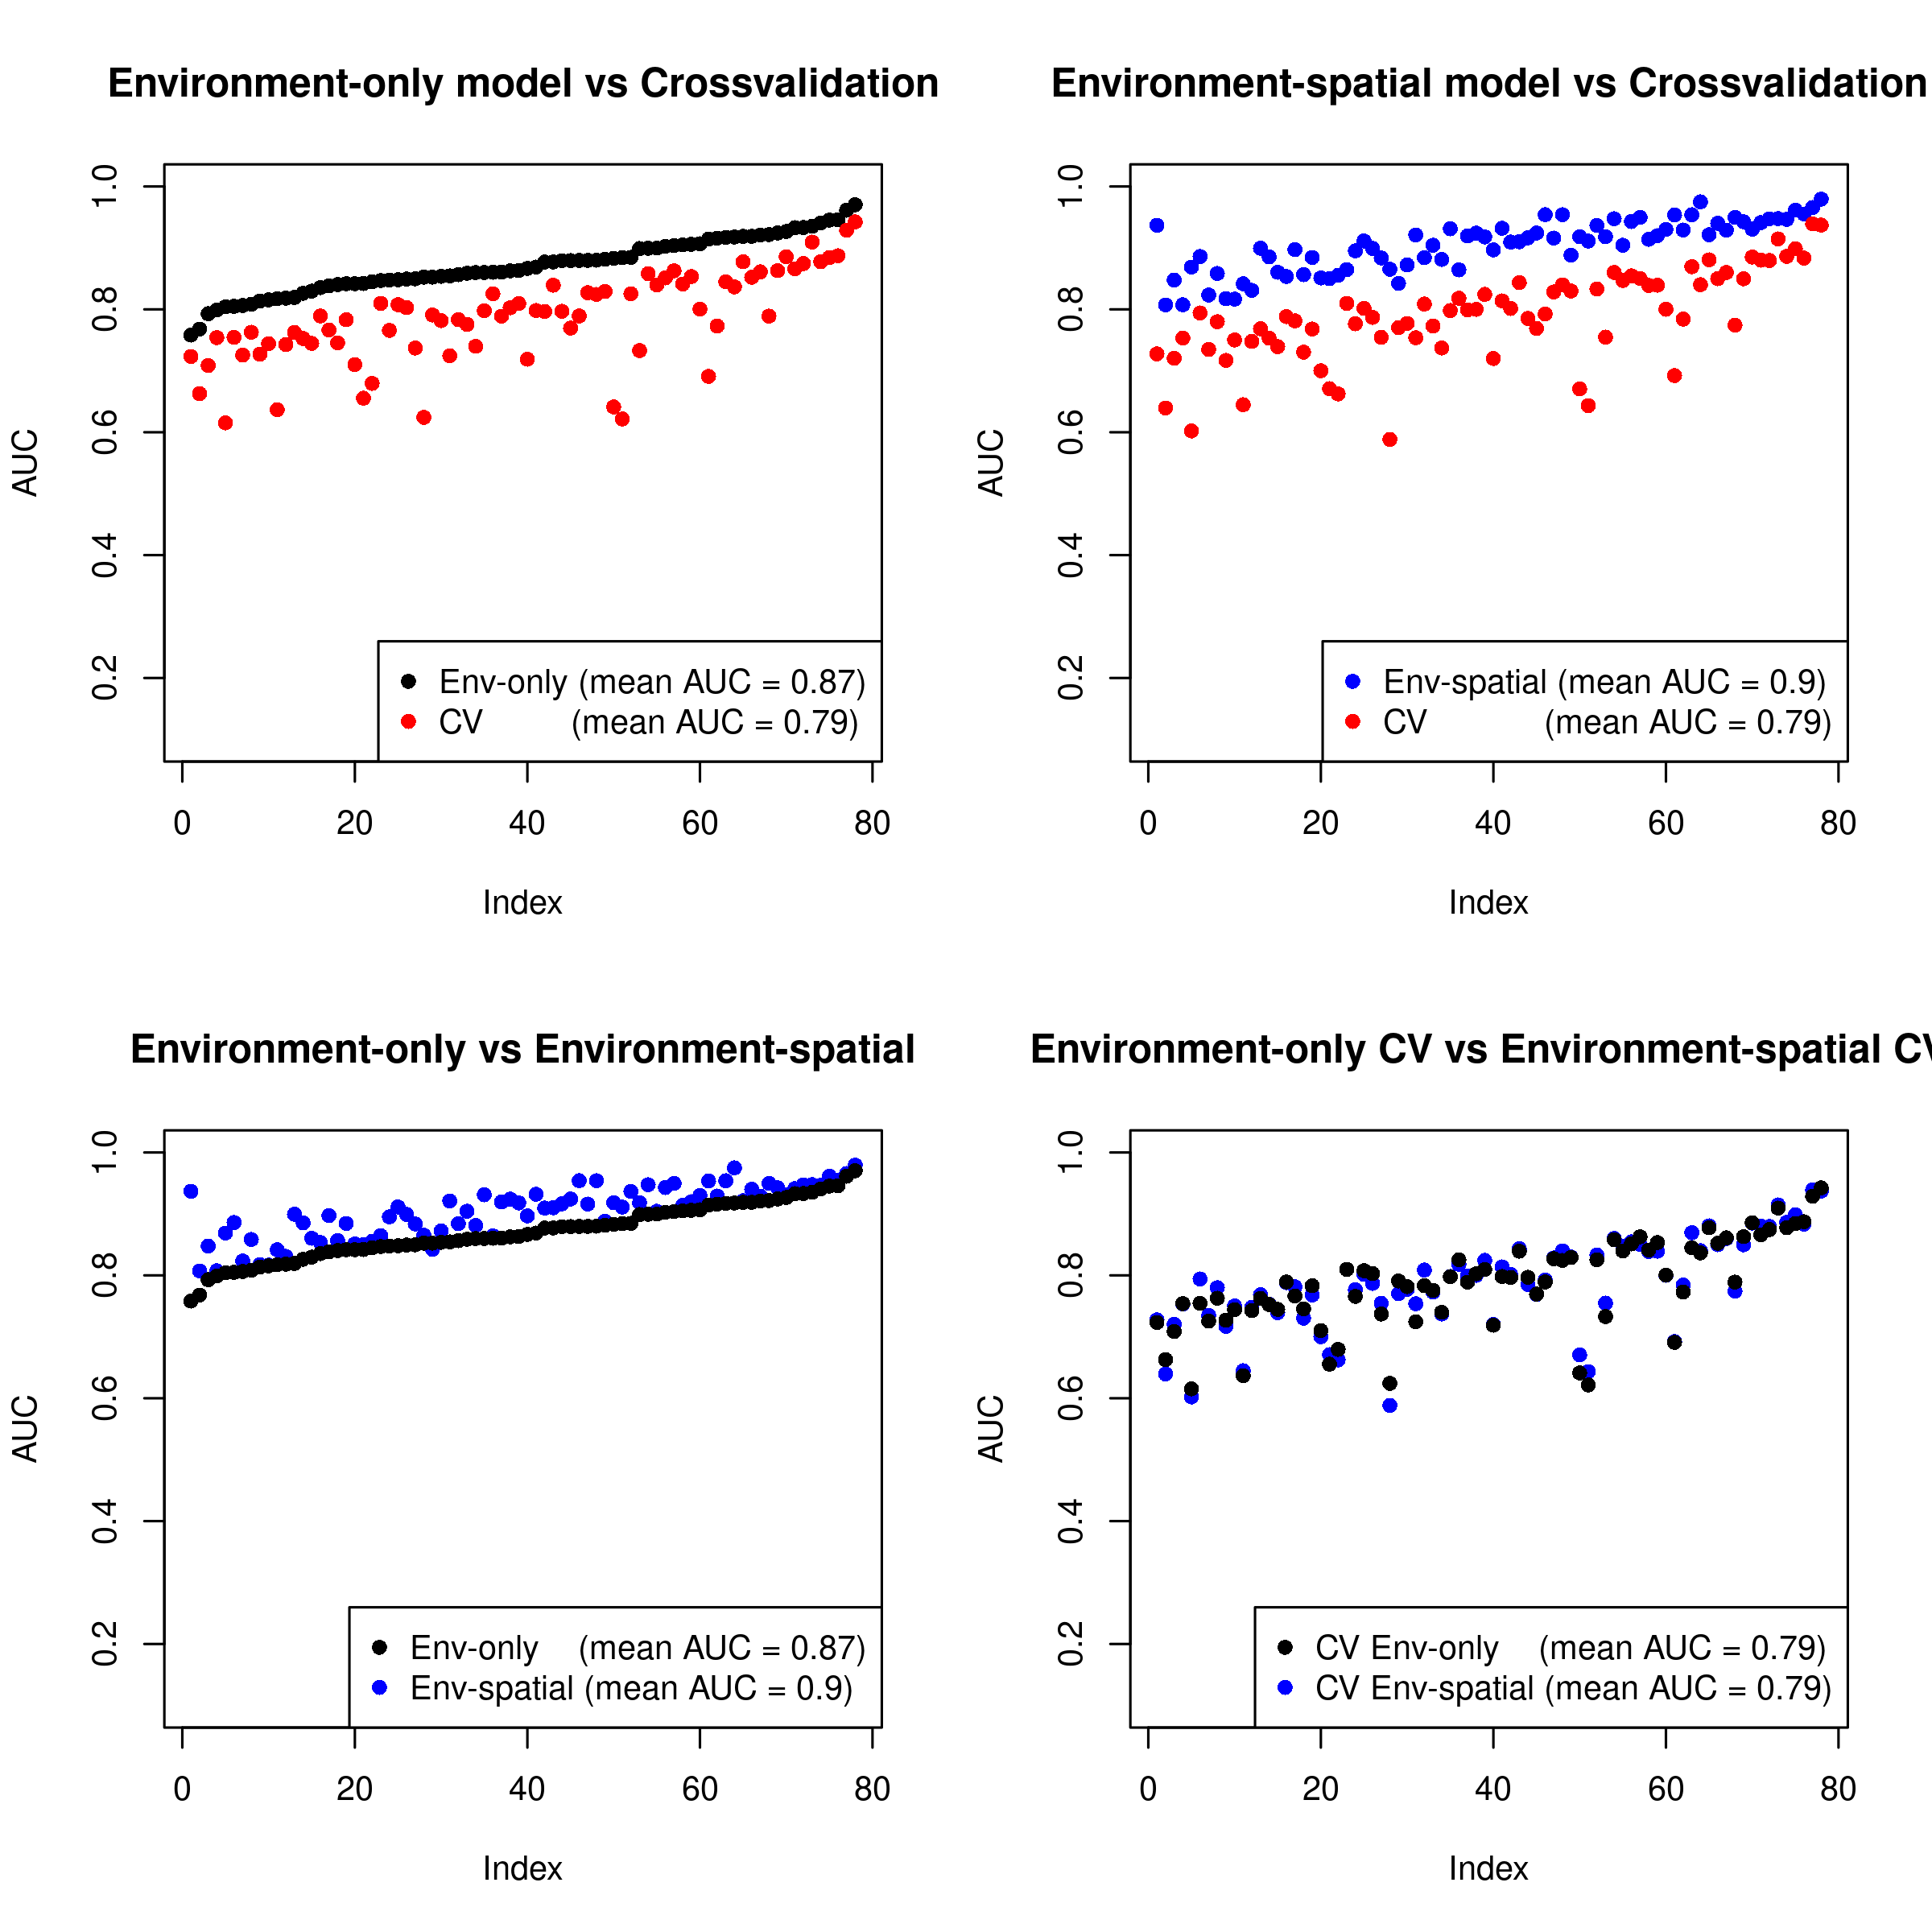 Environment-only model vs Crossvalidation
AUC
1.0
0.8
0.6
0.4
0.2
Env-only (mean AUC = 0.87)
CV (mean AUC = 0.79)
0 20 40 60 80
Index
Environment-spatial model vs Crossvalidation
AUC
1.0
0.8
0.6
0.4
0.2
Env-spatial (mean AUC = 0.9)
CV (mean AUC = 0.79)
0 20 40 60 80
Index
Environment-only vs Environment-spatial
AUC
1.0
0.8
0.6
0.4
0.2
Env-only (mean AUC = 0.87)
Env-spatial (mean AUC = 0.9)
0 20 40 60 80
Index
Environment-only CV vs Environment-spatial CV
AUC
1.0
0.8
0.6
0.4
0.2
CV Env-only (mean AUC = 0.79)
CV Env-spatial (mean AUC = 0.79)
0 20 40 60 80
Index